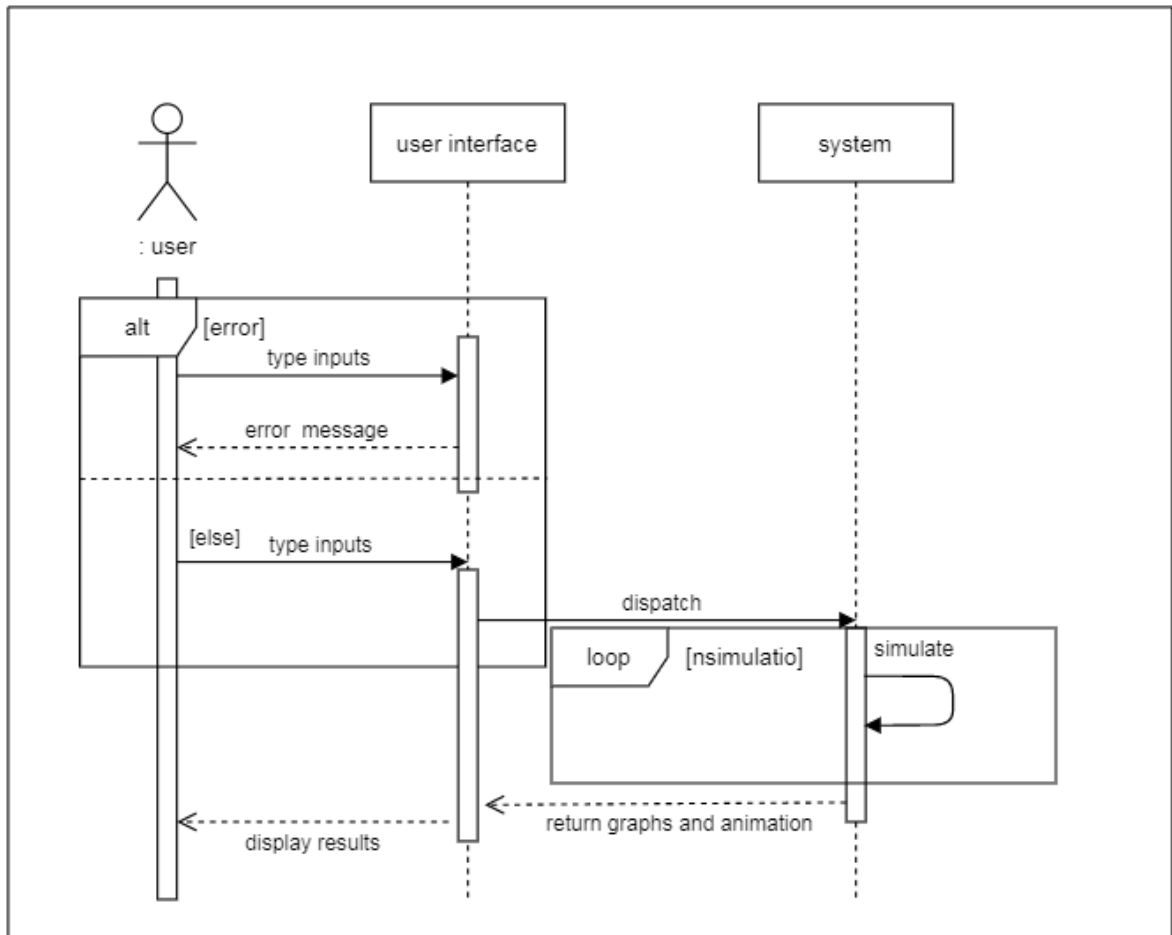 user interface
system
: user
alt
[error]
type inputs
error message
[else]
type inputs
dispatch
loop
[nsimulatio]
simulate
return graphs and animation
display results